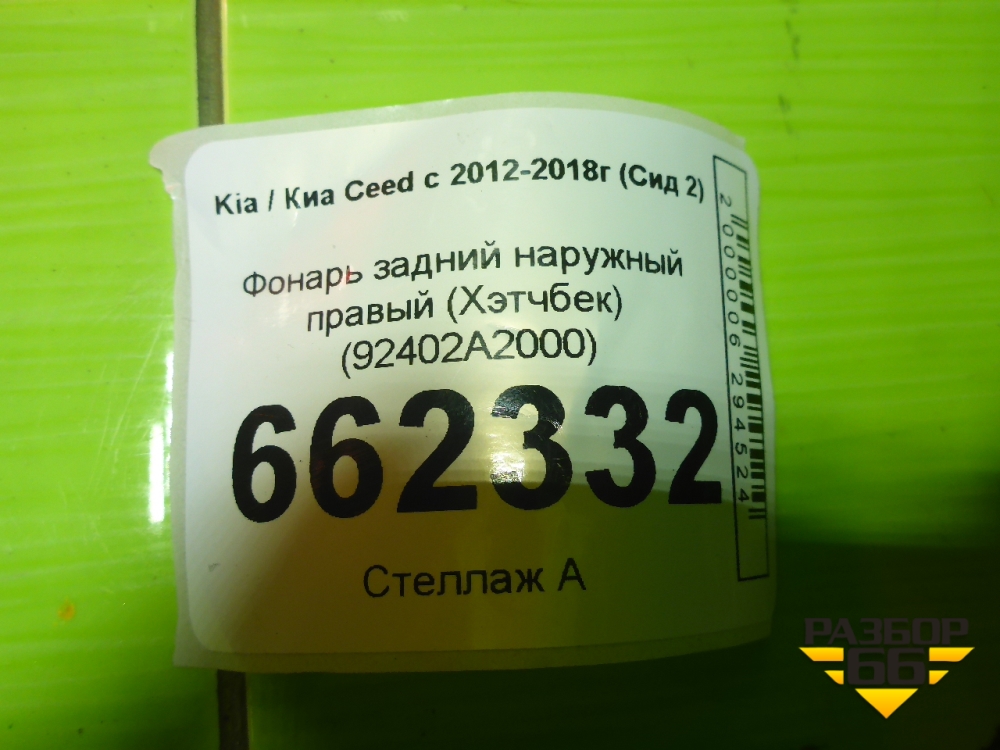 Kia / Киа Ceed с 2012-2018г (Сид 2)
Фонарь задний наружный
правый (Хэтчбек)
(92402A2000)
662332
Стеллаж А
2000006294524
РАЗБОР
66